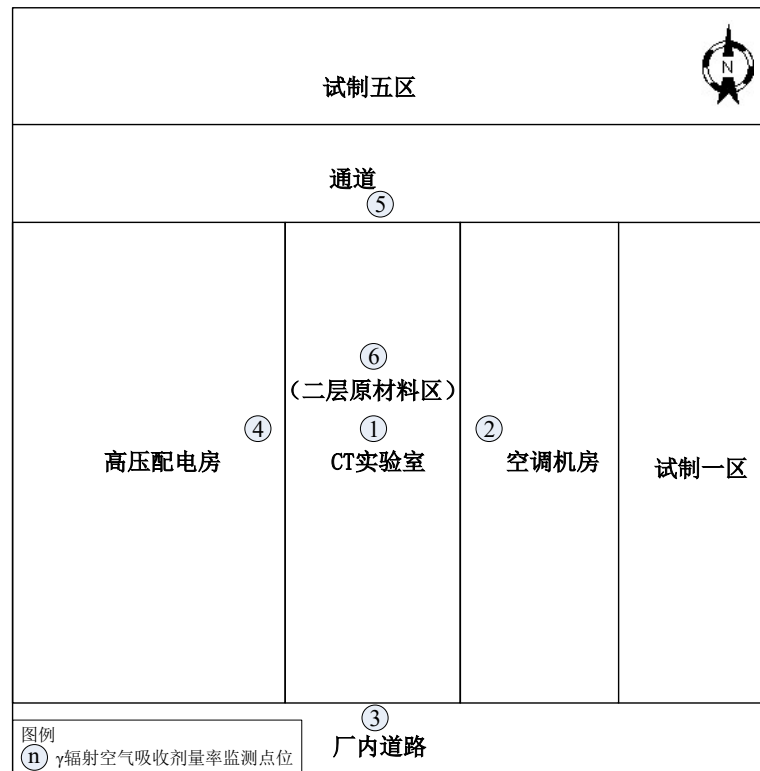 N
试制五区
通道
⑤
⑥
（二层原材料区）
④
①
②
高压配电房
CT实验室
空调机房
试制一区
③
厂内道路
图例
ⓝ γ辐射空气吸收剂量率监测点位